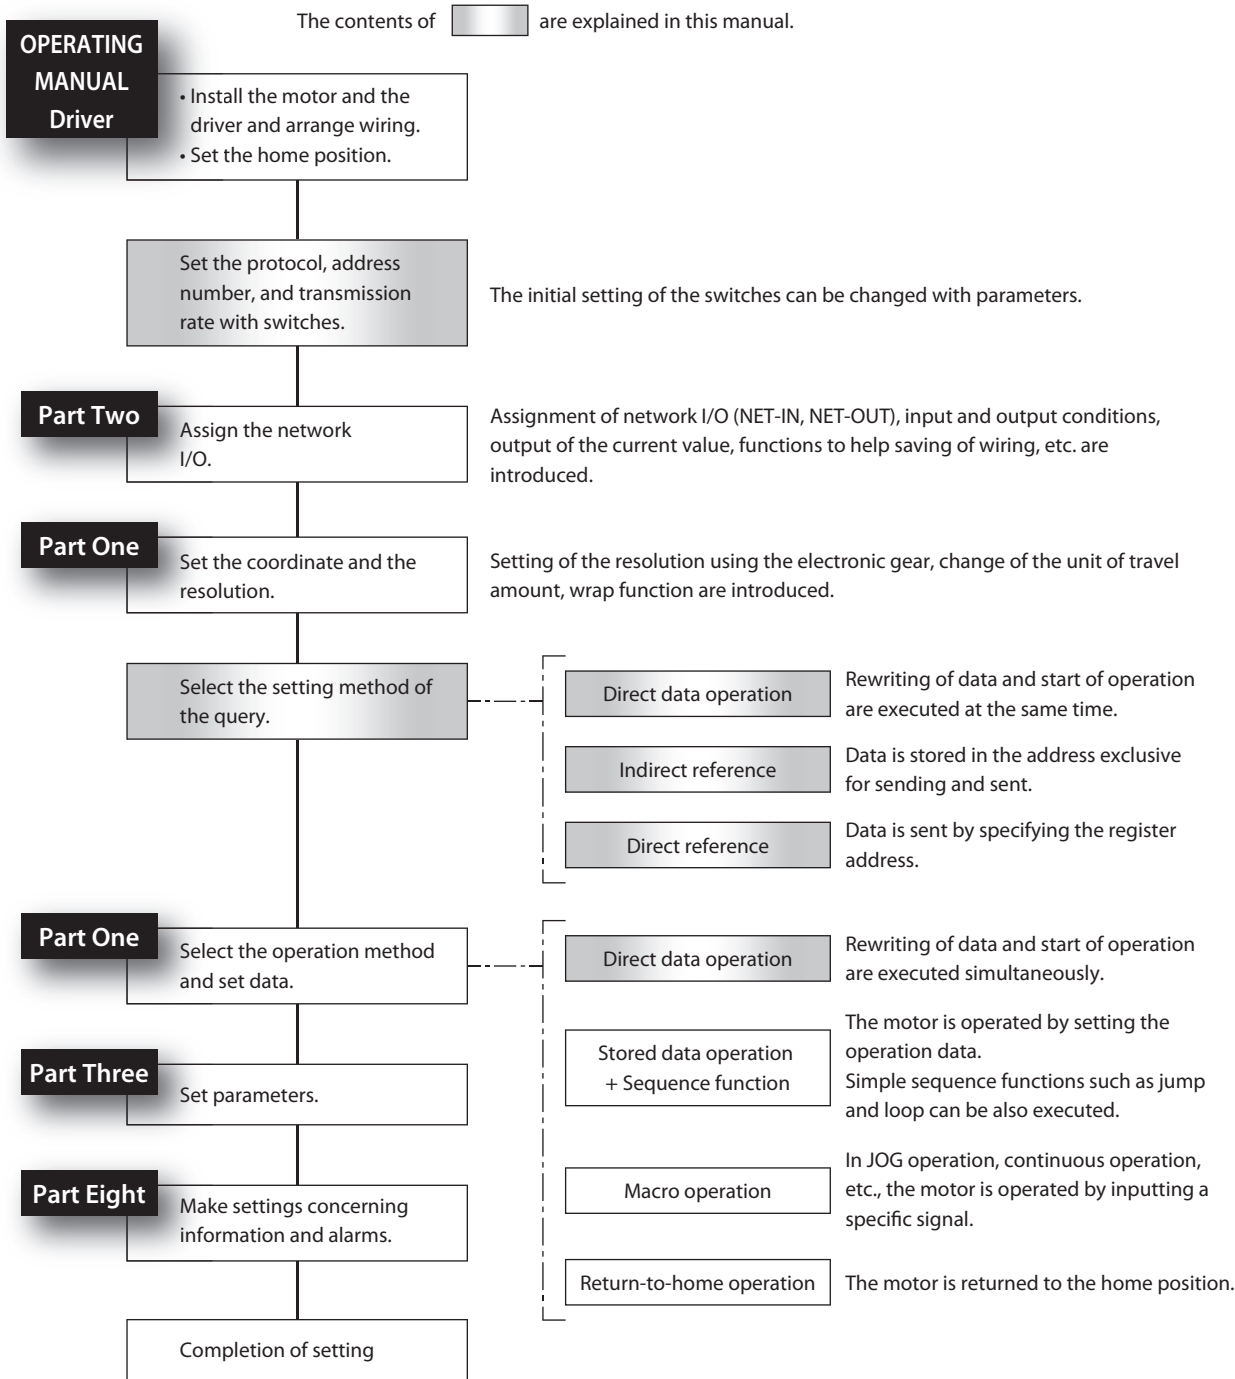 The contents of are explained in this manual.
OPERATING
MANUAL
Driver
• Install the motor and the
driver and arrange wiring.
• Set the home position.
Set the protocol, address
number, and transmission
rate with switches.
The initial setting of the switches can be changed with parameters.
Part Two
Assign the network
I/O.
Assignment of network I/O (NET-IN, NET-OUT), input and output conditions,
output of the current value, functions to help saving of wiring, etc. are
introduced.
Part One
Set the coordinate and the
resolution.
Setting of the resolution using the electronic gear, change of the unit of travel
amount, wrap function are introduced.
Select the setting method of
the query.
Direct data operation
Rewriting of data and start of operation
are executed at the same time.
Indirect reference
Data is stored in the address exclusive
for sending and sent.
Direct reference
Data is sent by specifying the register
address.
Part One
Select the operation method
and set data.
Direct data operation
Rewriting of data and start of operation
are executed simultaneously.
Stored data operation
+ Sequence function
The motor is operated by setting the
operation data.
Simple sequence functions such as jump
and loop can be also executed.
Part Three
Set parameters.
Macro operation
In JOG operation, continuous operation,
etc., the motor is operated by inputting a
specific signal.
Part Eight
Make settings concerning
information and alarms.
Return-to-home operation
The motor is returned to the home position.
Completion of setting